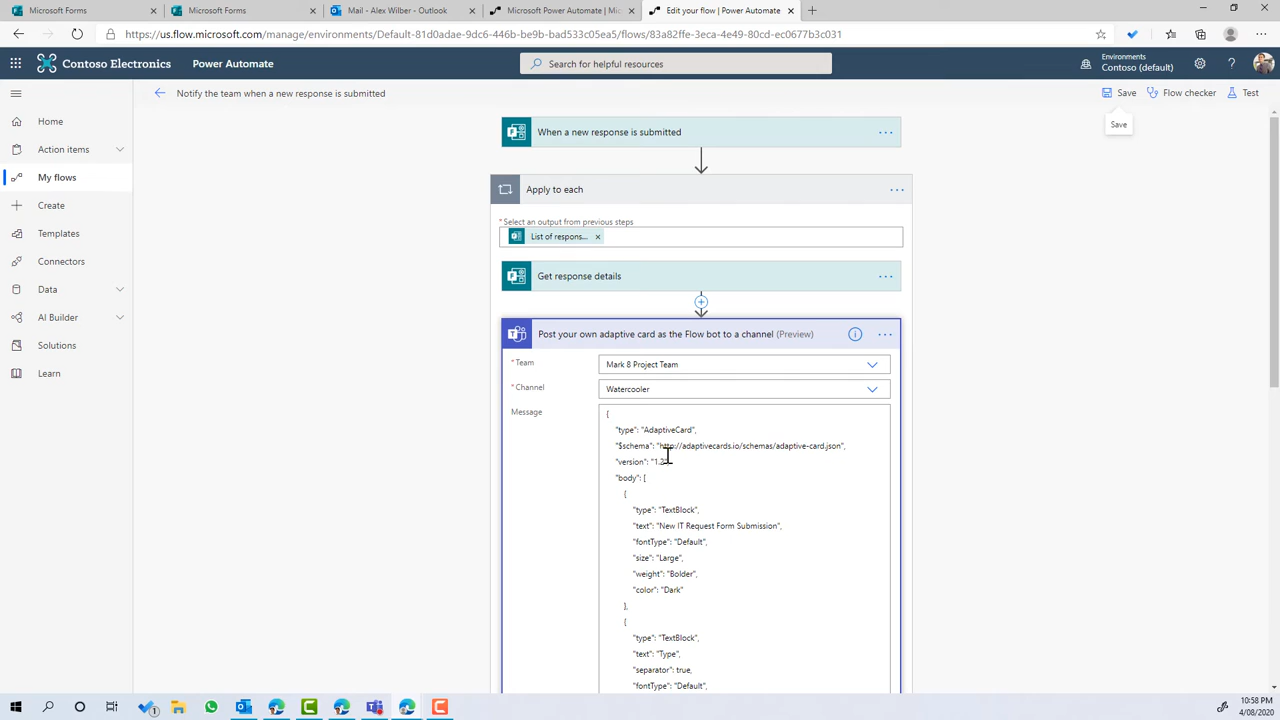 Microsoft Forms
Microsoft Forms
Mail - Alex Wilber - Outlook
Microsoft Power Automate | Micros
Edit your flow | Power Automate
https://us.flow.microsoft.com/manage/environments/Default-81d0adae-9dc6-446b-be9b-bad533c05ea5/flows/83a82ffe-3eca-4e49-80cd-ec0677b3c031
Contoso Electronics
Power Automate
Search for helpful resources
Environments
Contoso (default)
Notify the team when a new response is submitted
Save
Flow checker
Test
Save
Home
Action items
My flows
Create
Templates
Connectors
Data
AI Builder
Solutions
Learn
When a new response is submitted
Apply to each
* Select an output from previous steps
List of respons... x
Get response details
Post your own adaptive card as the Flow bot to a channel (Preview)
* Team
Mark 8 Project Team
* Channel
Watercooler
Message
{
"type": "AdaptiveCard",
"$schema": "http://adaptivecards.io/schemas/adaptive-card.json",
"version": "1.2",
"body": [
{
"type": "TextBlock",
"text": "New IT Request Form Submission",
"fontType": "Default",
"size": "Large",
"weight": "Bolder",
"color": "Dark"
},
{
"type": "TextBlock",
"text": "Type",
"separator": true,
"fontType": "Default",
10:58 PM
4/08/2020